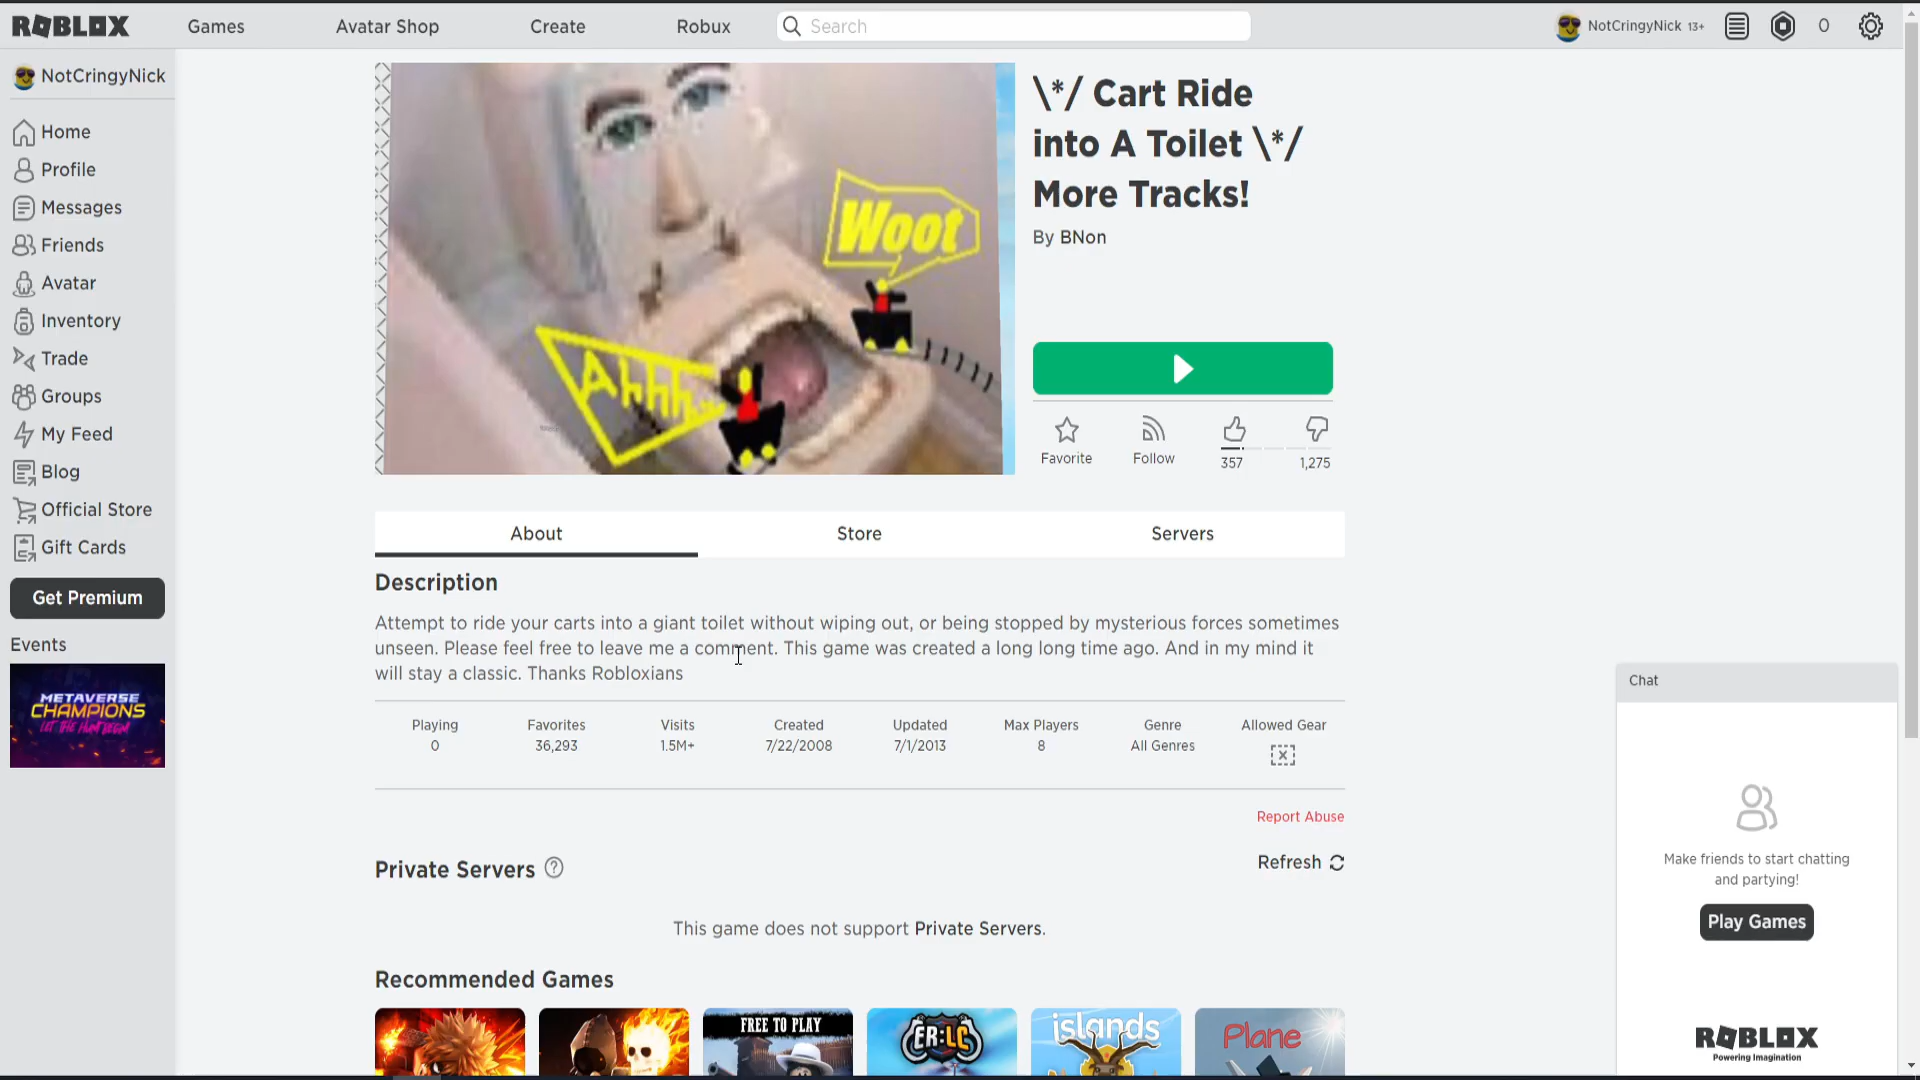 ROBLOX
Games
Avatar Shop
Create
Robux
Search
NotCringyNick 13+
0
NotCringyNick
Home
Profile
Messages
Friends
Avatar
Inventory
Trade
Groups
My Feed
Blog
Official Store
Gift Cards
Get Premium
Events
METAVERSE
CHAMPIONS
LET THE HUNT BEGIN!
Woot
Ahhh..
\*/ Cart Ride
into A Toilet \*/
More Tracks!
By BNon
Favorite
Follow
357
1,275
About
Store
Servers
Description
Attempt to ride your carts into a giant toilet without wiping out, or being stopped by mysterious forces sometimes
unseen. Please feel free to leave me a comment. This game was created a long long time ago. And in my mind it
will stay a classic. Thanks Robloxians
Playing
0
Favorites
36,293
Visits
1.5M+
Created
7/22/2008
Updated
7/1/2013
Max Players
8
Genre
All Genres
Allowed Gear
Report Abuse
Private Servers
Refresh
This game does not support Private Servers.
Recommended Games
FREE TO PLAY
ER:LC
islands
Plane
Chat
Make friends to start chatting
and partying!
Play Games
ROBLOX
Powering Imagination